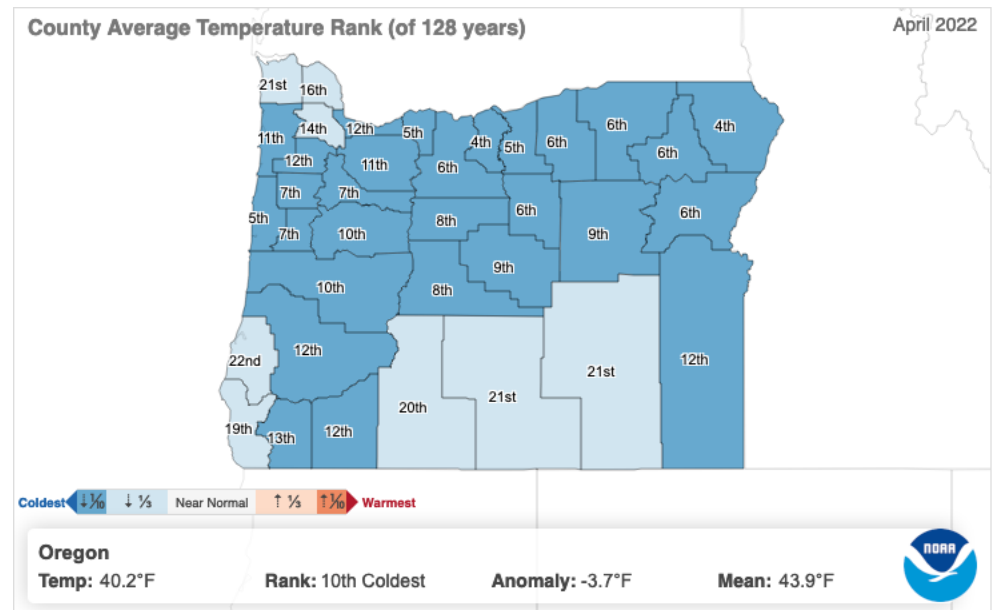 County Average Temperature Rank (of 128 years)
April 2022
21st
16th
11th
14th
12th
5th
4th
5th
6th
6th
6th
4th
12th
11th
6th
7th
7th
6th
6th
5th
7th
10th
8th
9th
10th
8th
9th
22nd
12th
12th
21st
21st
20th
19th
13th
12th
Coldest ↓ ⅒ ↓ ⅓ Near Normal ↑ ⅓ ↑ ⅒ Warmest
Oregon
Temp: 40.2°F Rank: 10th Coldest Anomaly: -3.7°F Mean: 43.9°F
NOAA